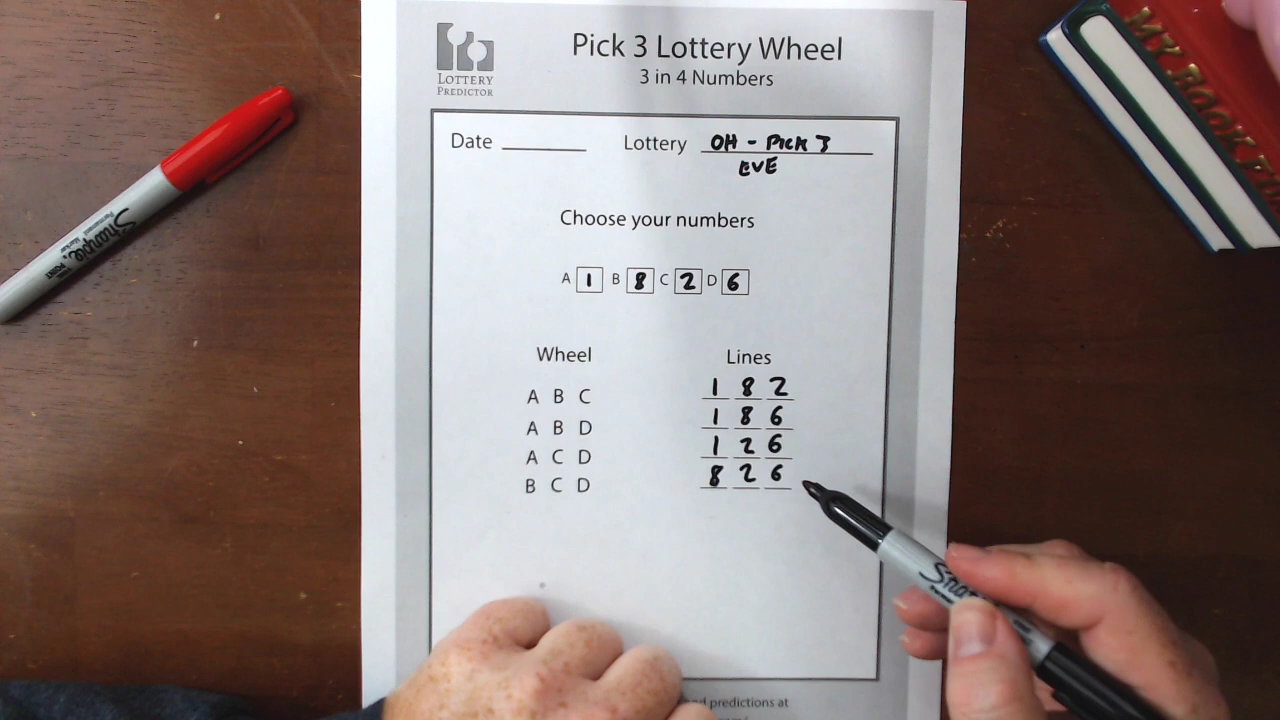 Pick 3 Lottery Wheel
3 in 4 Numbers
LOTTERY
PREDICTOR
Date Lottery OH - PICK 3
EVE
Choose your numbers
A 1 B 8 C 2 D 6
Wheel Lines
A B C 1 8 2
A B D 1 8 6
A C D 1 2 6
B C D 8 2 6
predictions at
Sharpie
MY BOOK